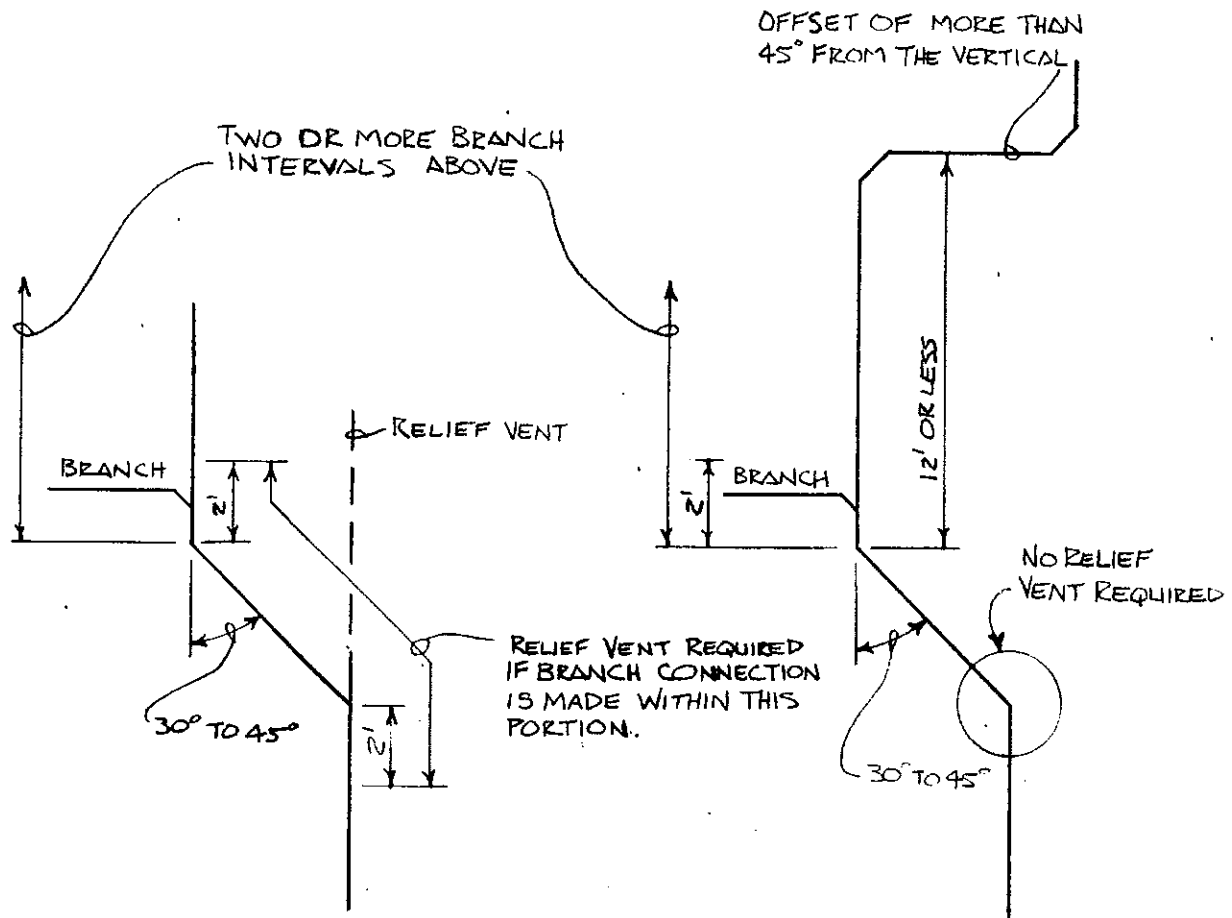 OFFSET OF MORE THAN
45° FROM THE VERTICAL
TWO OR MORE BRANCH
INTERVALS ABOVE
RELIEF VENT
BRANCH
2'
BRANCH
2'
12' OR LESS
NO RELIEF
VENT REQUIRED
RELIEF VENT REQUIRED
IF BRANCH CONNECTION
IS MADE WITHIN THIS
PORTION.
30° TO 45°
2'
30° TO 45°